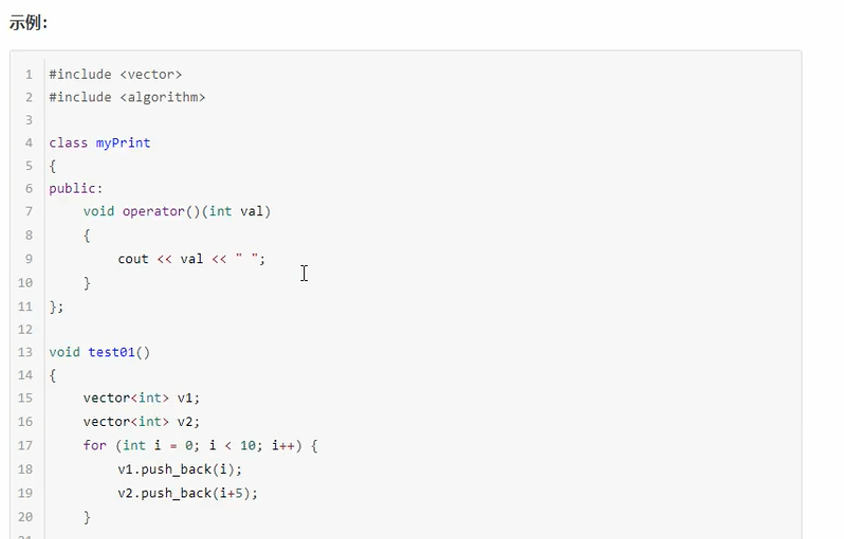 示例：
1 #include <vector>
2 #include <algorithm>
3
4 class myPrint
5 {
6 public:
7     void operator()(int val)
8     {
9         cout << val << " ";
10     }
11 };
12
13 void test01()
14 {
15     vector<int> v1;
16     vector<int> v2;
17     for (int i = 0; i < 10; i++) {
18         v1.push_back(i);
19         v2.push_back(i+5);
20     }